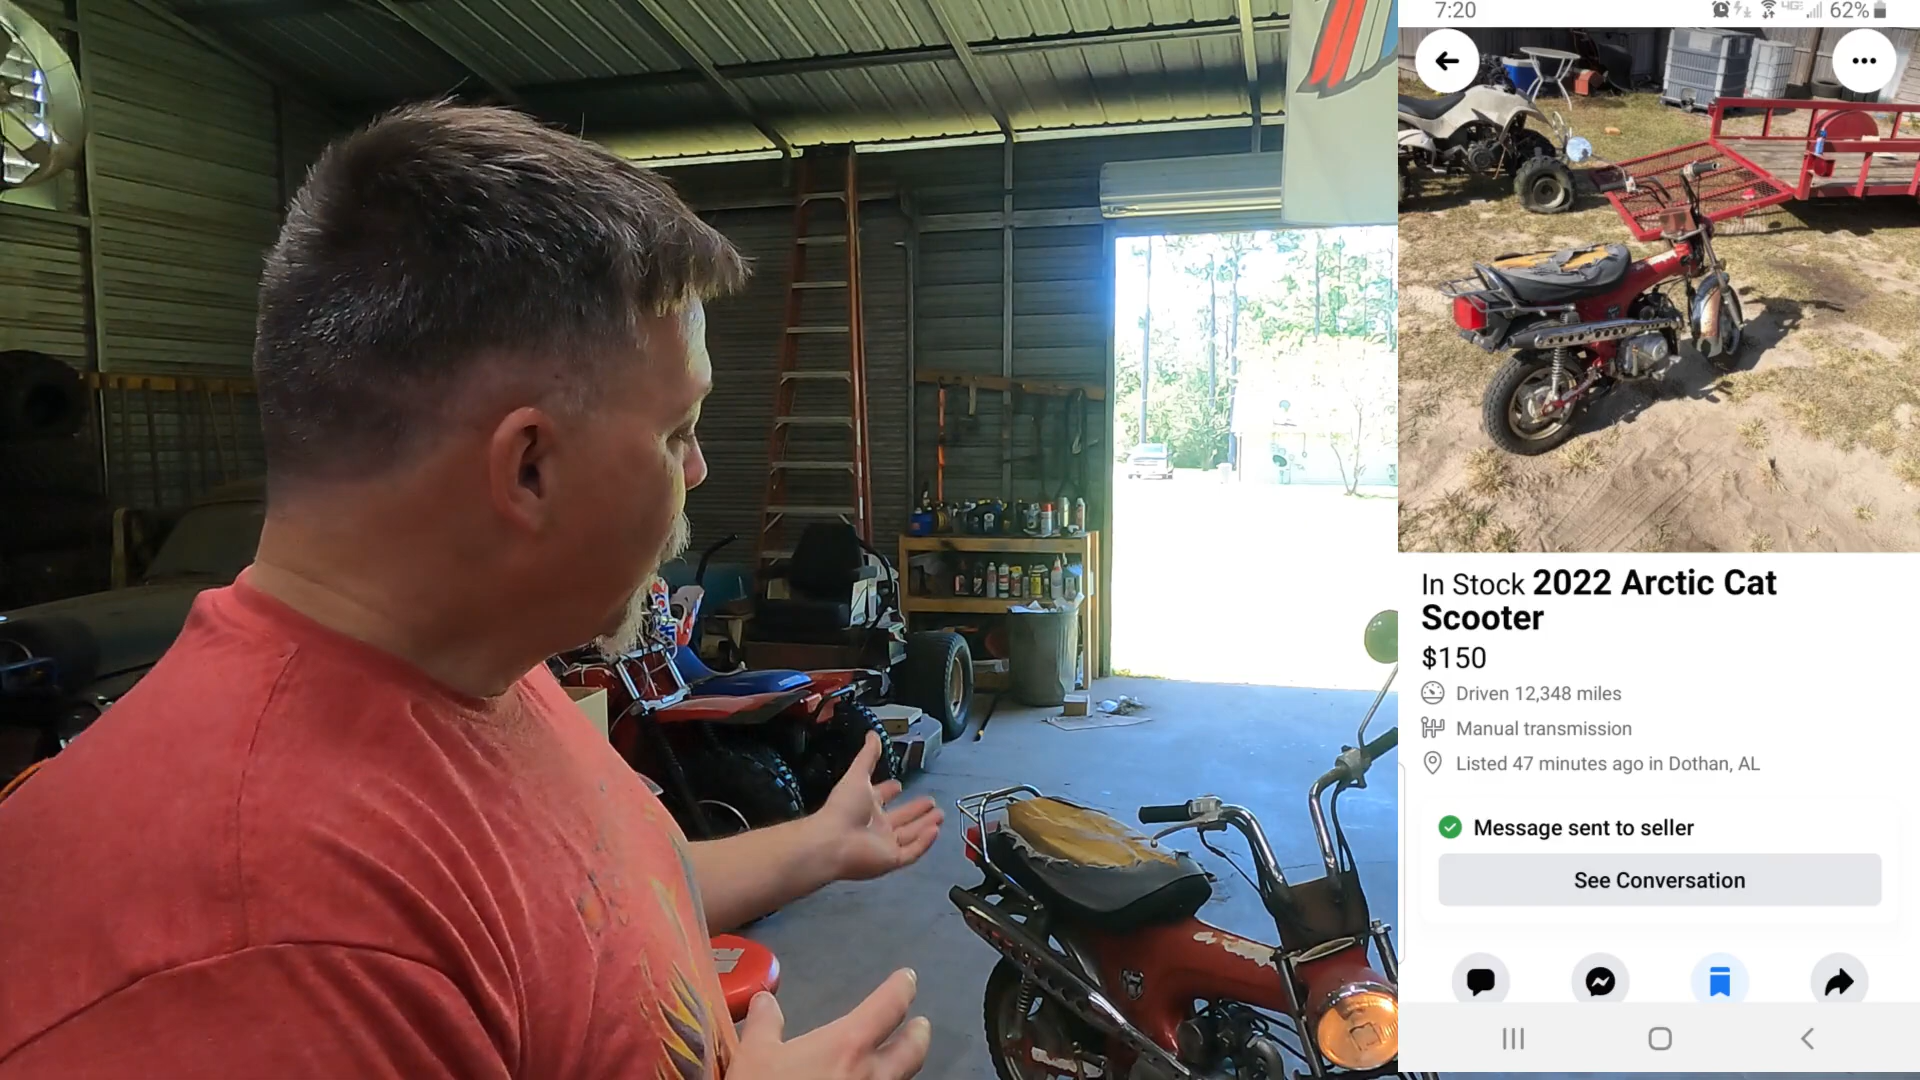 7:20
4GE
62%
In Stock 2022 Arctic Cat
Scooter
$150
Driven 12,348 miles
Manual transmission
Listed 47 minutes ago in Dothan, AL
Message sent to seller
See Conversation